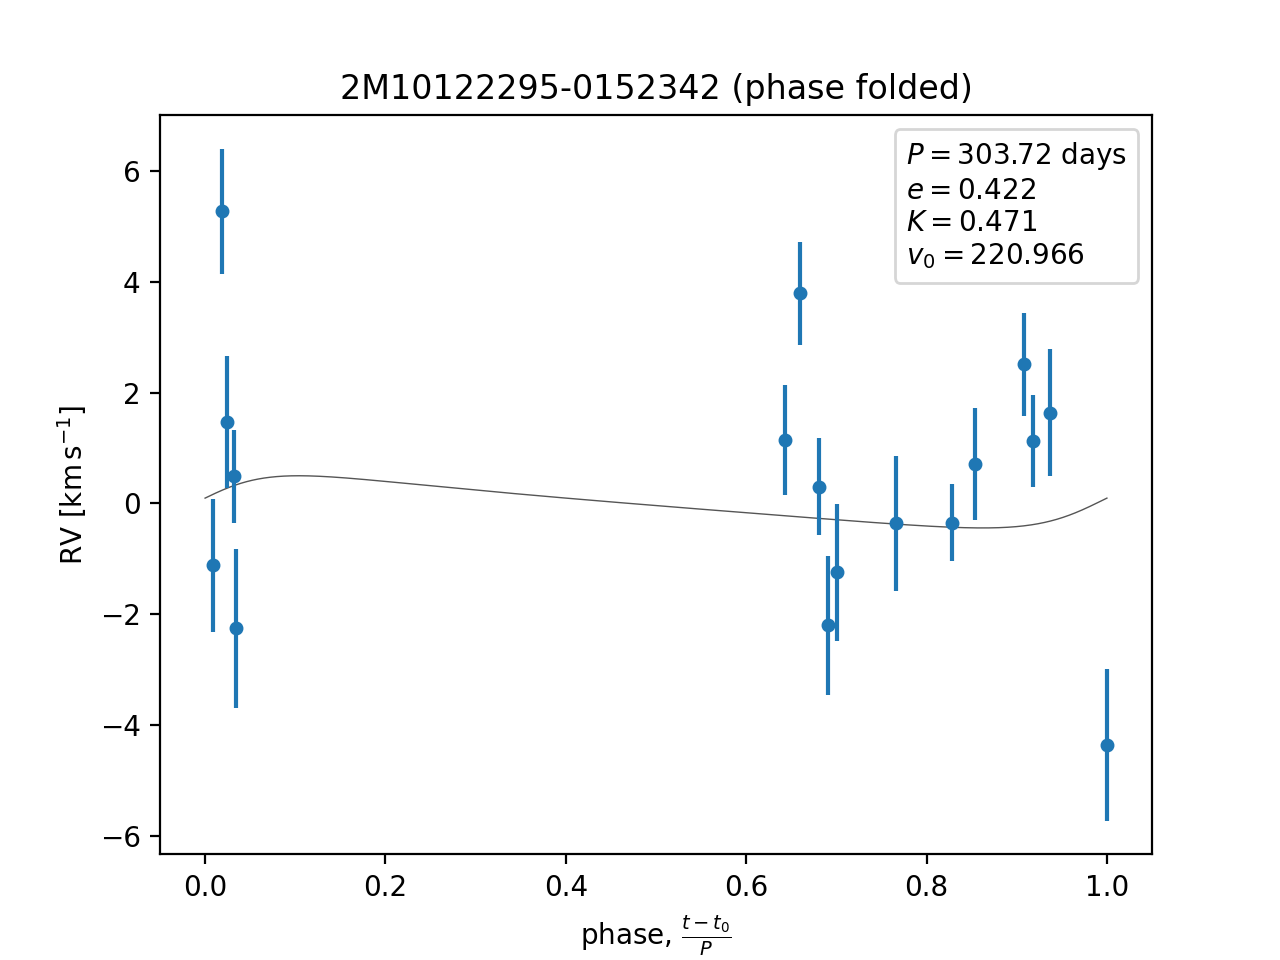 2M10122295-0152342 (phase folded)
P = 303.72 days
e = 0.422
K = 0.471
v₀ = 220.966
RV [km s⁻¹]
6
4
2
0
−2
−4
−6
0.0 0.2 0.4 0.6 0.8 1.0
phase, (t − t₀)/P